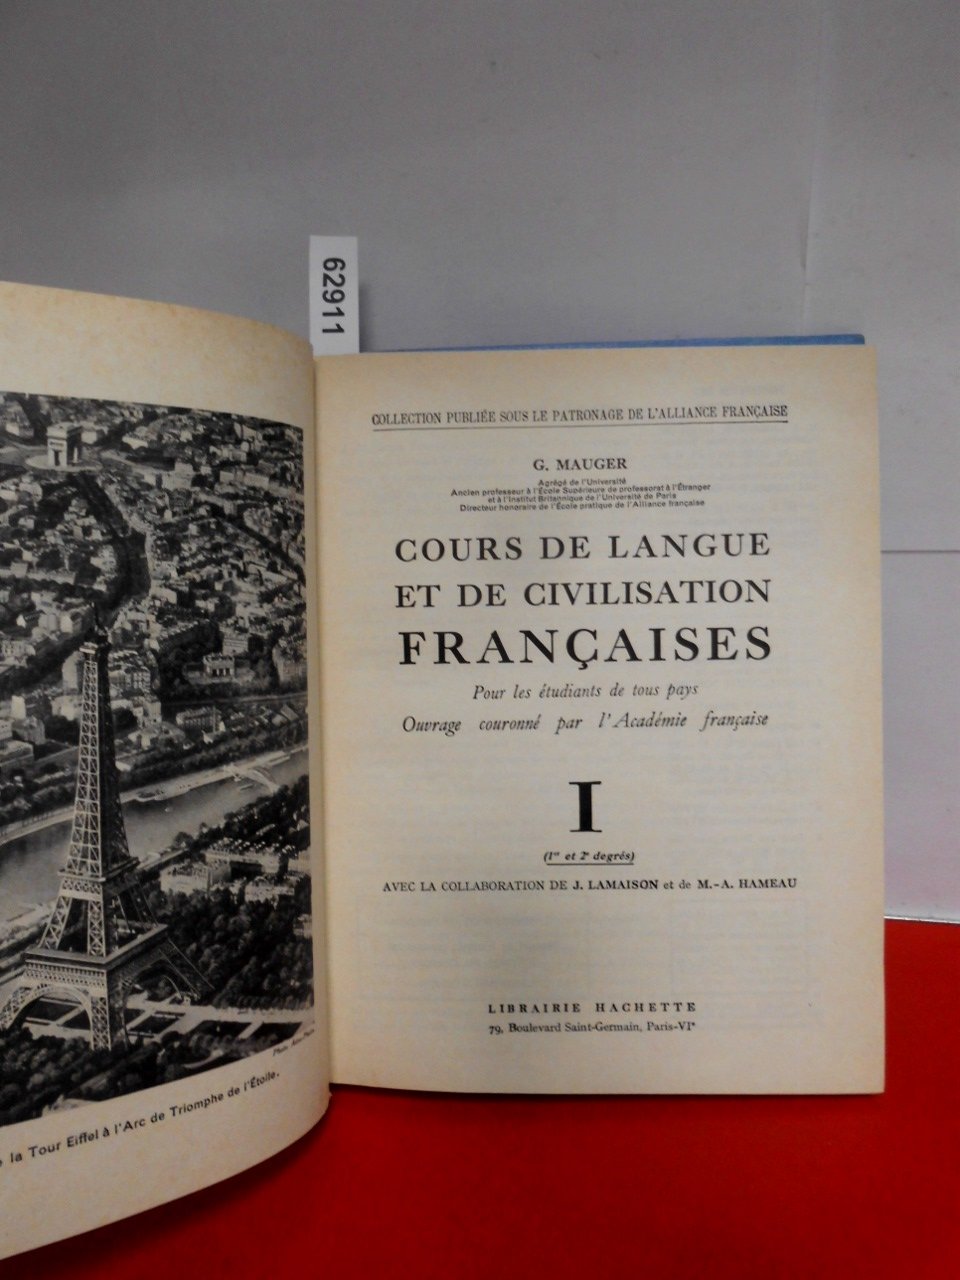 62911
COLLECTION PUBLIÉE SOUS LE PATRONAGE DE L'ALLIANCE FRANÇAISE
G. MAUGER
Agrégé de l'Université
Ancien professeur à l'École Supérieure de professorat à l'Étranger
et à l'Institut Britannique de l'Université de Paris
Directeur honoraire de l'École pratique de l'Alliance française
COURS DE LANGUE
ET DE CIVILISATION
FRANÇAISES
Pour les étudiants de tous pays
Ouvrage couronné par l'Académie française
I
(1er et 2e degrés)
AVEC LA COLLABORATION DE J. LAMAISON et de M.-A. HAMEAU
LIBRAIRIE HACHETTE
79, Boulevard Saint-Germain, Paris-VIe
Photo
la Tour Eiffel à l'Arc de Triomphe de l'Étoile.